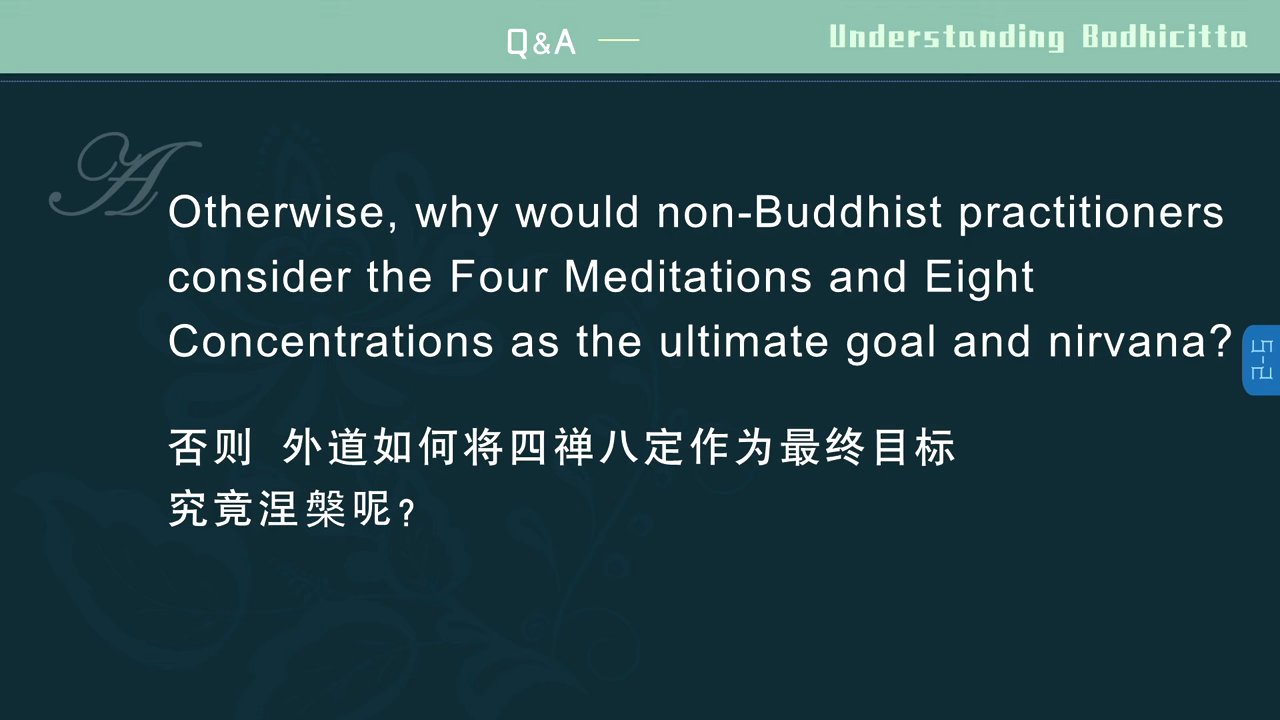 Q&A
Understanding Bodhicitta
A
Otherwise, why would non-Buddhist practitioners
consider the Four Meditations and Eight
Concentrations as the ultimate goal and nirvana?
5-2
否则 外道如何将四禅八定作为最终目标
究竟涅槃呢?